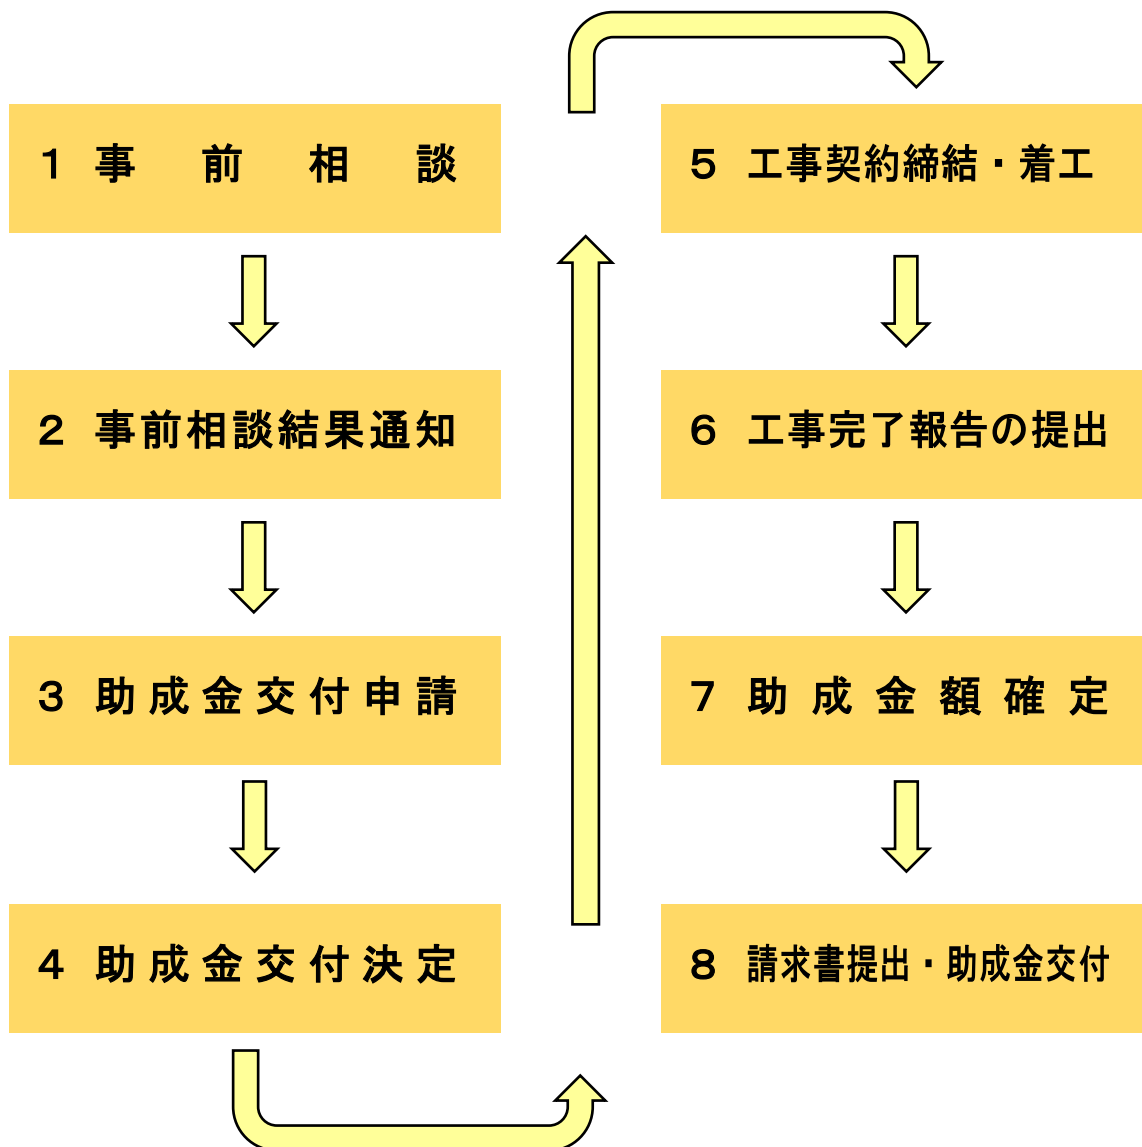 1 事前相談
2 事前相談結果通知
3 助成金交付申請
4 助成金交付決定
5 工事契約締結・着工
6 工事完了報告の提出
7 助成金額確定
8 請求書提出・助成金交付